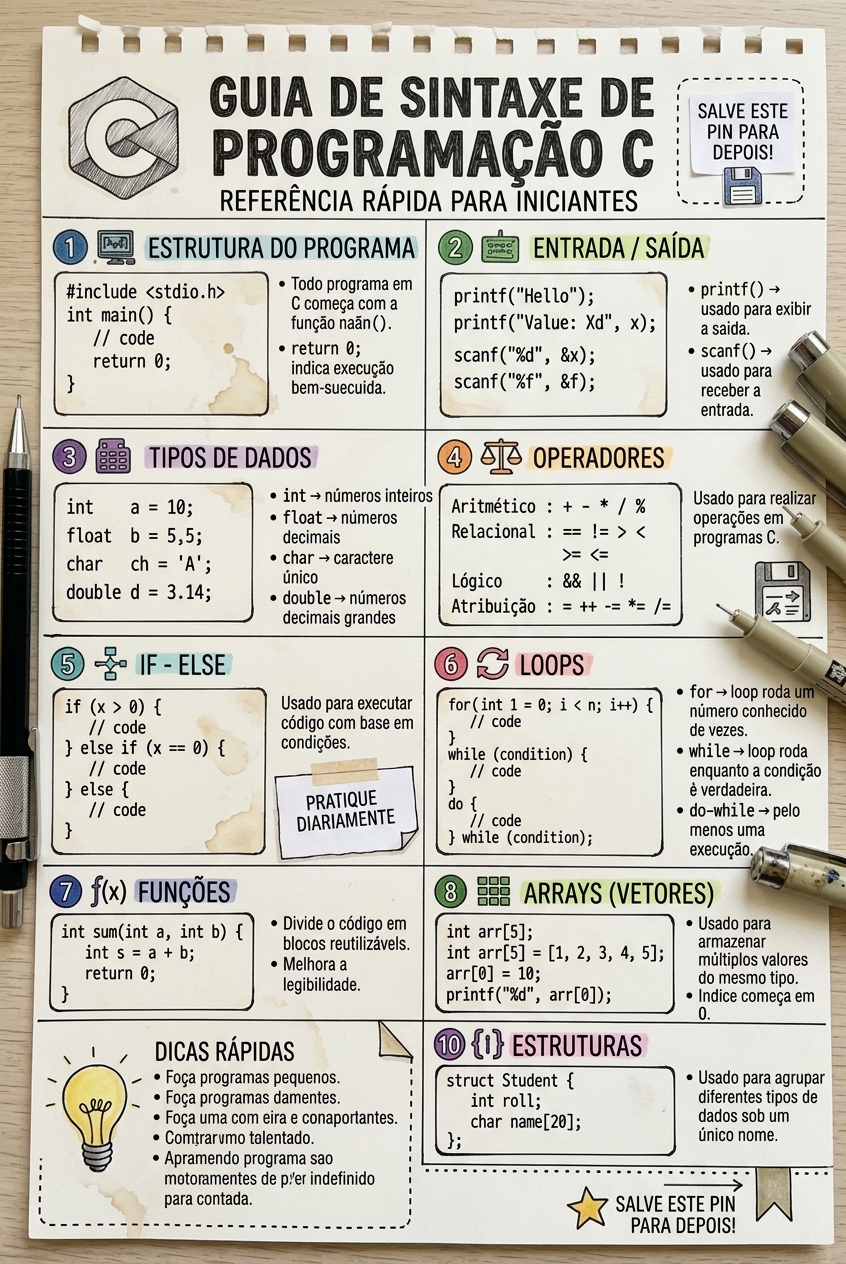 GUIA DE SINTAXE DE
PROGRAMAÇÃO C
REFERÊNCIA RÁPIDA PARA INICIANTES
C
SALVE ESTE
PIN PARA
DEPOIS!
1 ESTRUTURA DO PROGRAMA
#include <stdio.h>
int main() {
// code
return 0;
}
• Todo programa em
C começa com a
função naãn().
• return 0;
indica execução
bem-suecuida.
2 ENTRADA / SAÍDA
printf("Hello");
printf("Value: Xd", x);
scanf("%d", &x);
scanf("%f", &f);
• printf() →
usado para exibir
a saida.
• scanf() →
usado para
receber a
entrada.
3 TIPOS DE DADOS
int a = 10;
float b = 5,5;
char ch = 'A';
double d = 3.14;
• int → números inteiros
• float → números
decimais
• char → caractere
único
• double → números
decimais grandes
4 OPERADORES
Aritmético : + - * / %
Relacional : == != > <
>= <=
Lógico : && || !
Atribuição : = ++ -= *= /=
Usado para realizar
operações em
programas C.
5 IF - ELSE
if (x > 0) {
// code
} else if (x == 0) {
// code
} else {
// code
}
Usado para executar
código com base em
condições.
PRATIQUE
DIARIAMENTE
6 LOOPS
for(int 1 = 0; i < n; i++) {
// code
}
while (condition) {
// code
}
do {
// code
} while (condition);
• for → loop roda um
número conhecido
de vezes.
• while → loop roda
enquanto a condição
è verdadeira.
• do-while → pelo
menos uma
execução.
7 f(x) FUNÇÕES
int sum(int a, int b) {
int s = a + b;
return 0;
}
• Divide o código em
blocos reutilizáveis.
• Melhora a
legibilidade.
8 ARRAYS (VETORES)
int arr[5];
int arr[5] = [1, 2, 3, 4, 5];
arr[0] = 10;
printf("%d", arr[0]);
• Usado para
armazenar
múltiplos valores
do mesmo tipo.
• Indice começa em
0.
DICAS RÁPIDAS
• Foça programas pequenos.
• Foça programas damentes.
• Foça uma com eira e conaportantes.
• talentado.
• Apramendo programa sao
motoramentes de indefinido
para contada.
10 {i} ESTRUTURAS
struct Student {
int roll;
char name[20];
};
• Usado para agrupar
diferentes tipos de
dados sob um
único nome.
SALVE ESTE PIN
PARA DEPOIS!